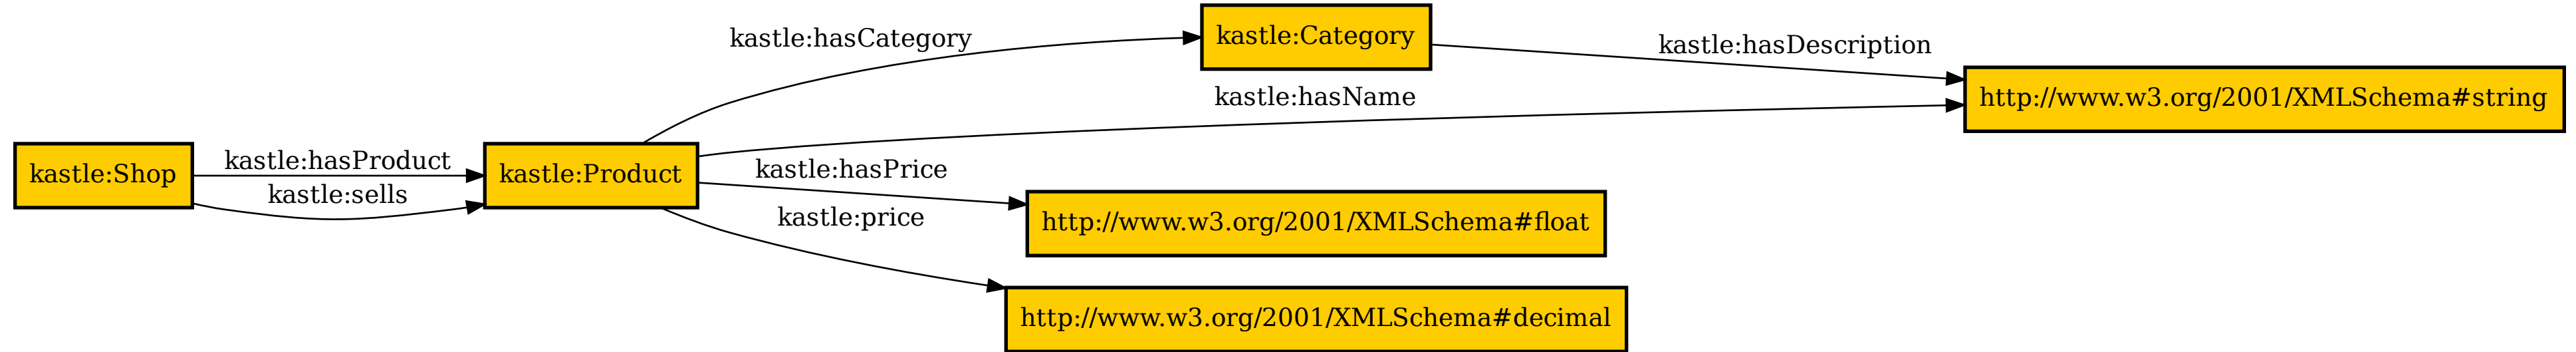 kastle:hasCategory
kastle:Category
kastle:hasDescription
kastle:hasName
http://www.w3.org/2001/XMLSchema#string
kastle:Shop
kastle:hasProduct
kastle:sells
kastle:Product
kastle:hasPrice
http://www.w3.org/2001/XMLSchema#float
kastle:price
http://www.w3.org/2001/XMLSchema#decimal